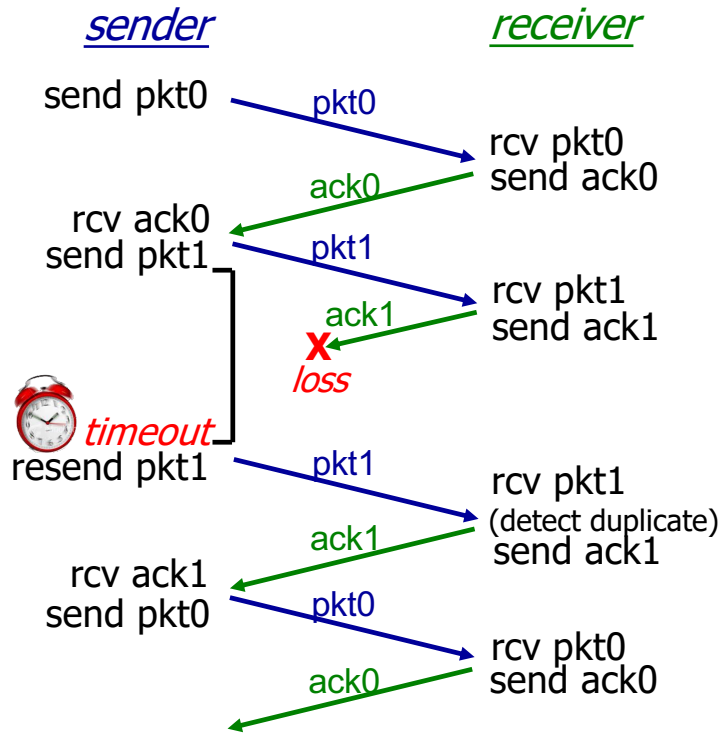 sender
receiver
send pkt0
pkt0
rcv pkt0
send ack0
ack0
rcv ack0
send pkt1
pkt1
rcv pkt1
send ack1
ack1
X
loss
timeout
resend pkt1
pkt1
rcv pkt1
(detect duplicate)
send ack1
ack1
rcv ack1
send pkt0
pkt0
rcv pkt0
send ack0
ack0